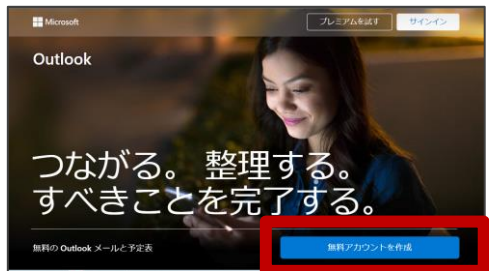 Microsoft
プレミアムを試す
サインイン
Outlook
つながる。 整理する。
すべきことを完了する。
無料の Outlook メールと予定表
無料アカウントを作成